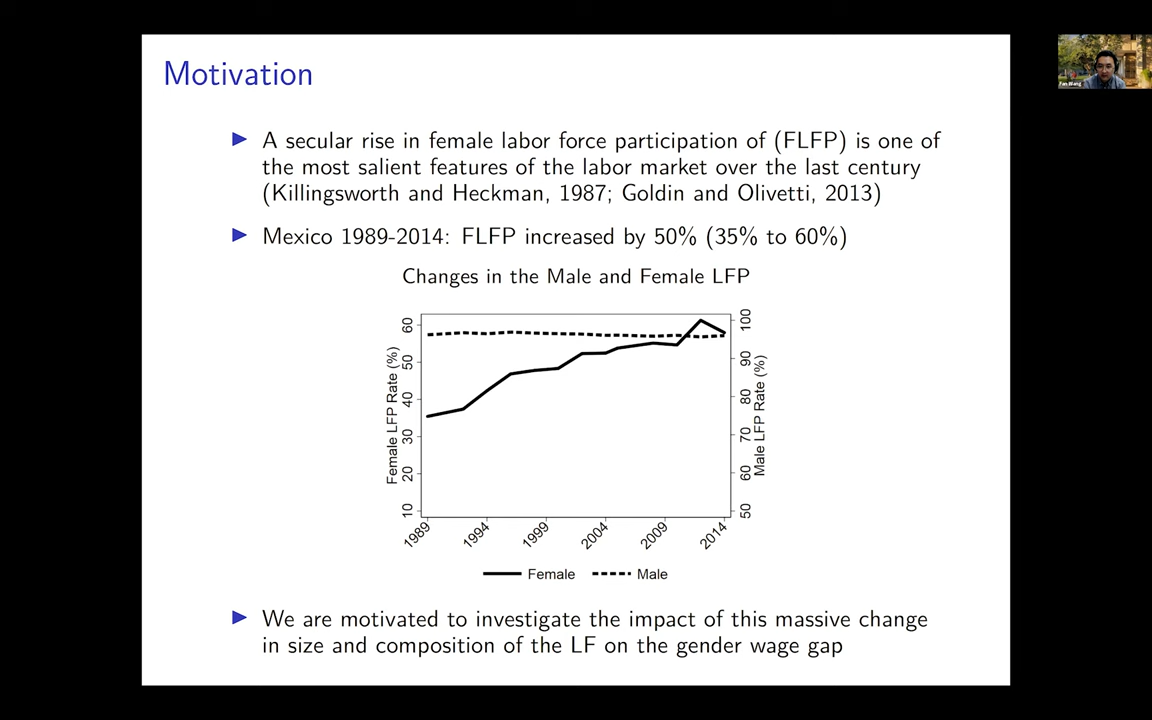 Motivation
A secular rise in female labor force participation of (FLFP) is one of
the most salient features of the labor market over the last century
(Killingsworth and Heckman, 1987; Goldin and Olivetti, 2013)
Mexico 1989-2014: FLFP increased by 50% (35% to 60%)
Changes in the Male and Female LFP
Female LFP Rate (%)
60
50
40
30
20
10
100
90
80
70
60
50
Male LFP Rate (%)
1989
1994
1999
2004
2009
2014
Female
Male
We are motivated to investigate the impact of this massive change
in size and composition of the LF on the gender wage gap
Fan Wang